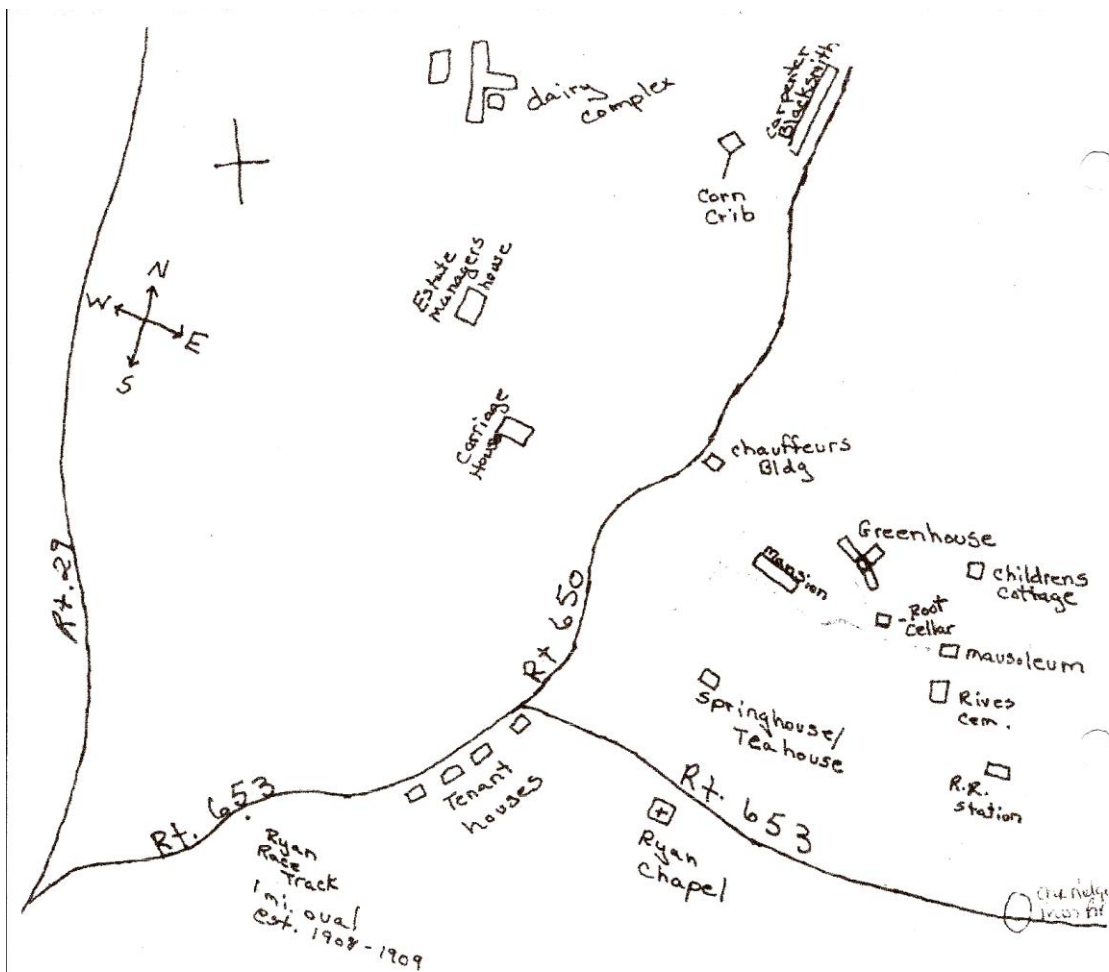 dairy
complex
Carpenter
Blacksmith
Corn
Crib
N
W
E
S
Estate
Managers
house
Carriage
House
chauffeurs
Bldg
Rt. 29
Greenhouse
Mansion
childrens
Cottage
Root
Cellar
mausoleum
Rt 650
Rives
cem.
Springhouse/
Teahouse
R.R.
station
Tenant
houses
Rt. 653
Rt. 653
Ryan
Chapel
Ryan
Race
Track
1 mi. oval
est. 1908-1909